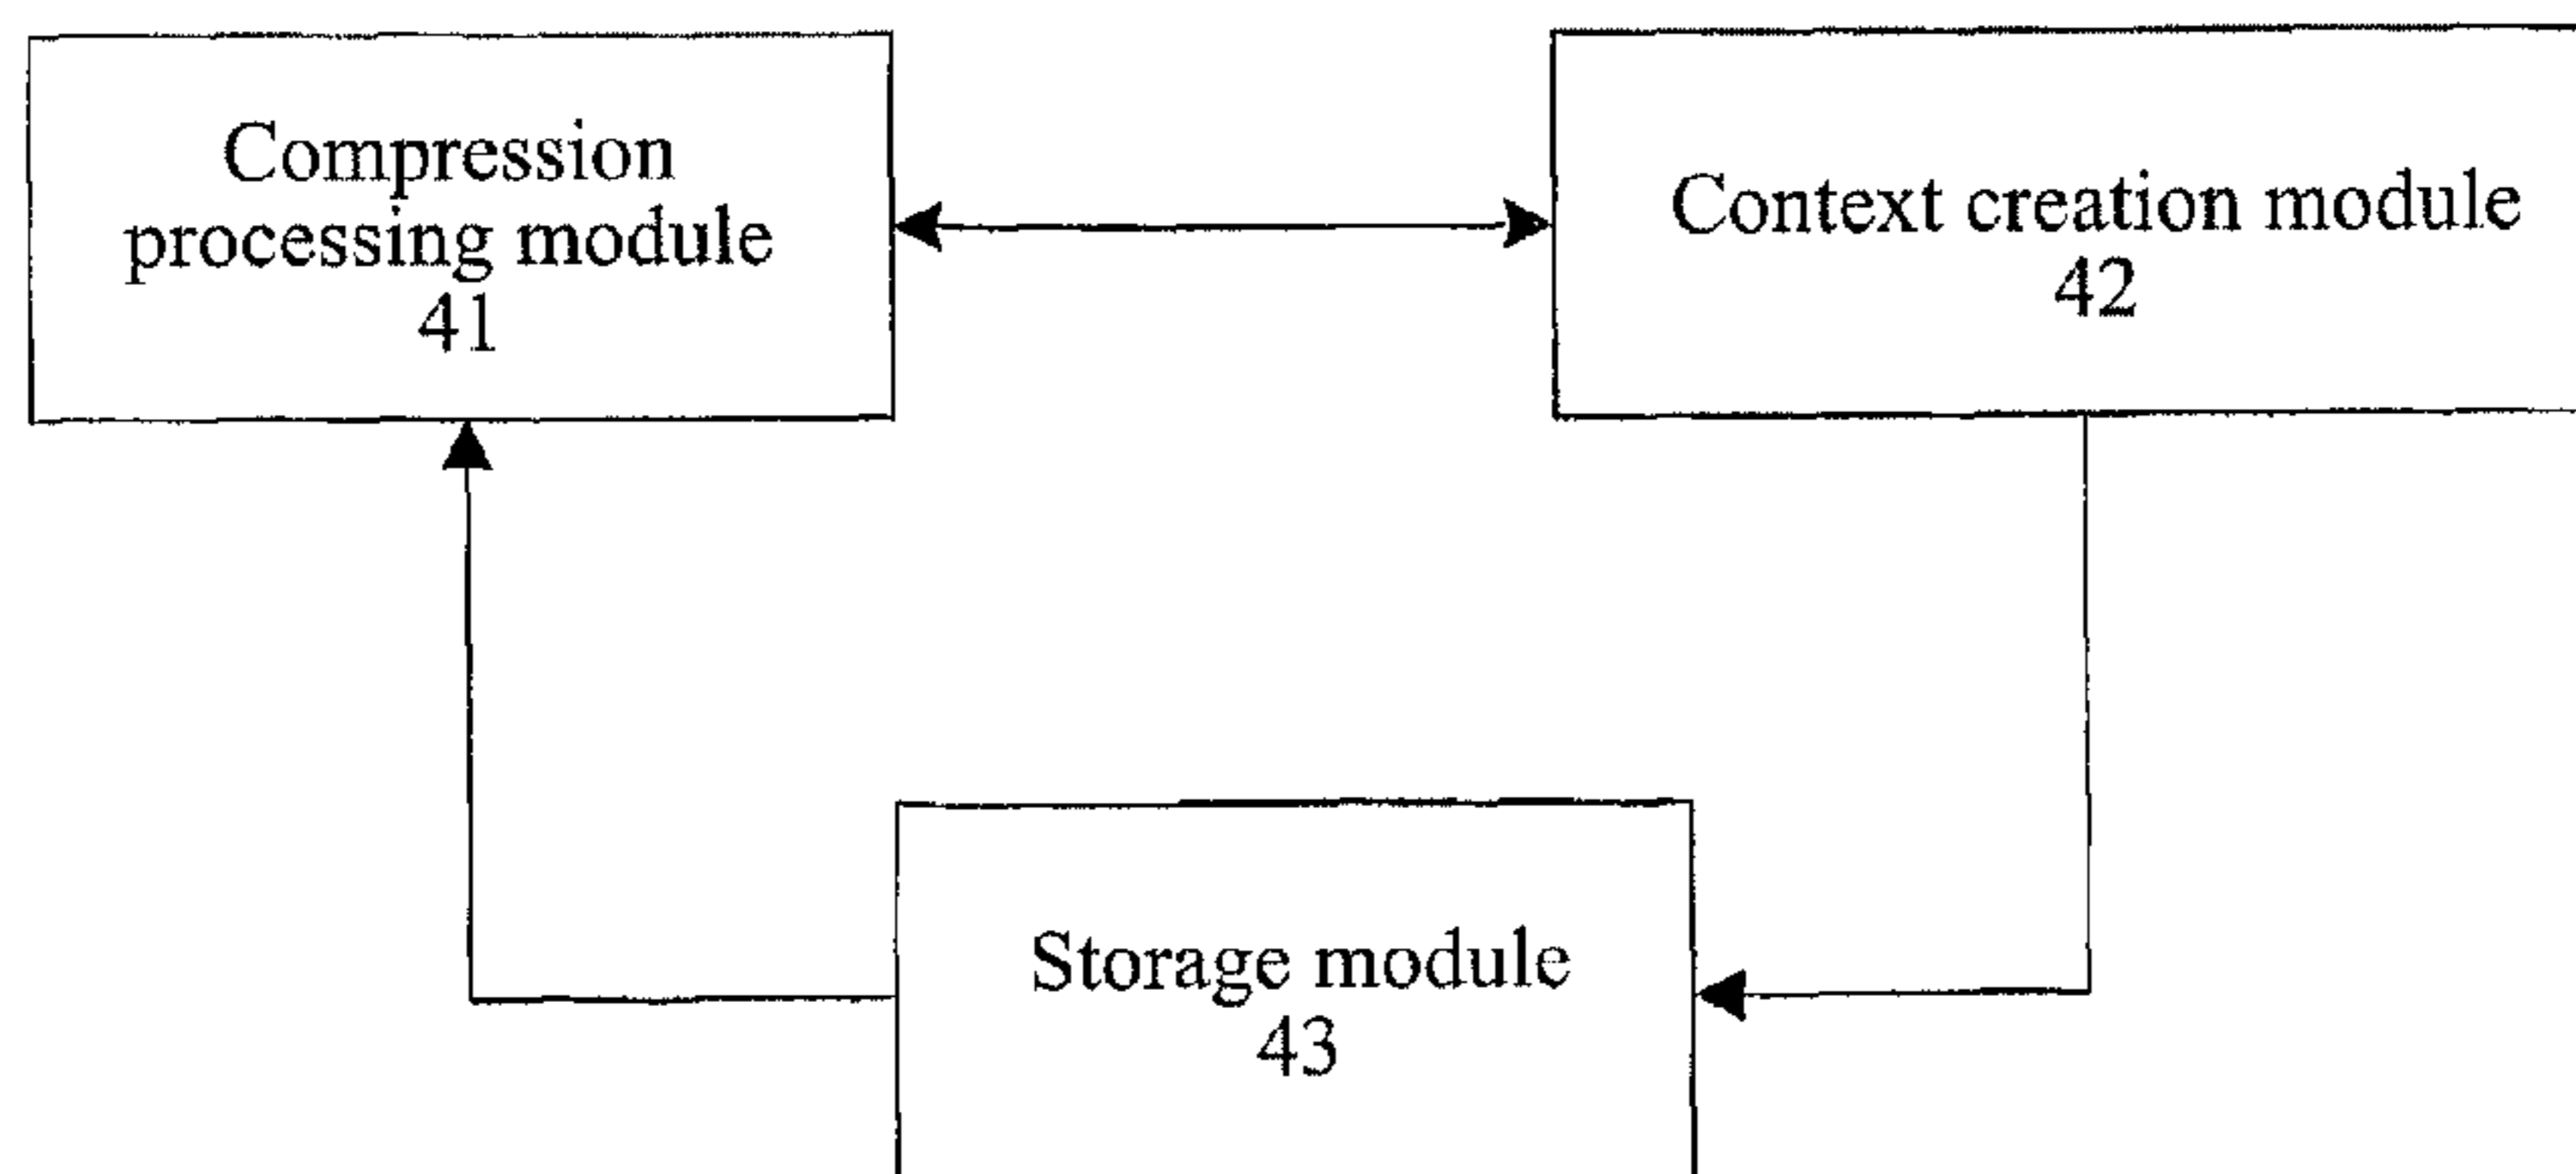 Compression
processing module
41
Context creation module
42
Storage module
43